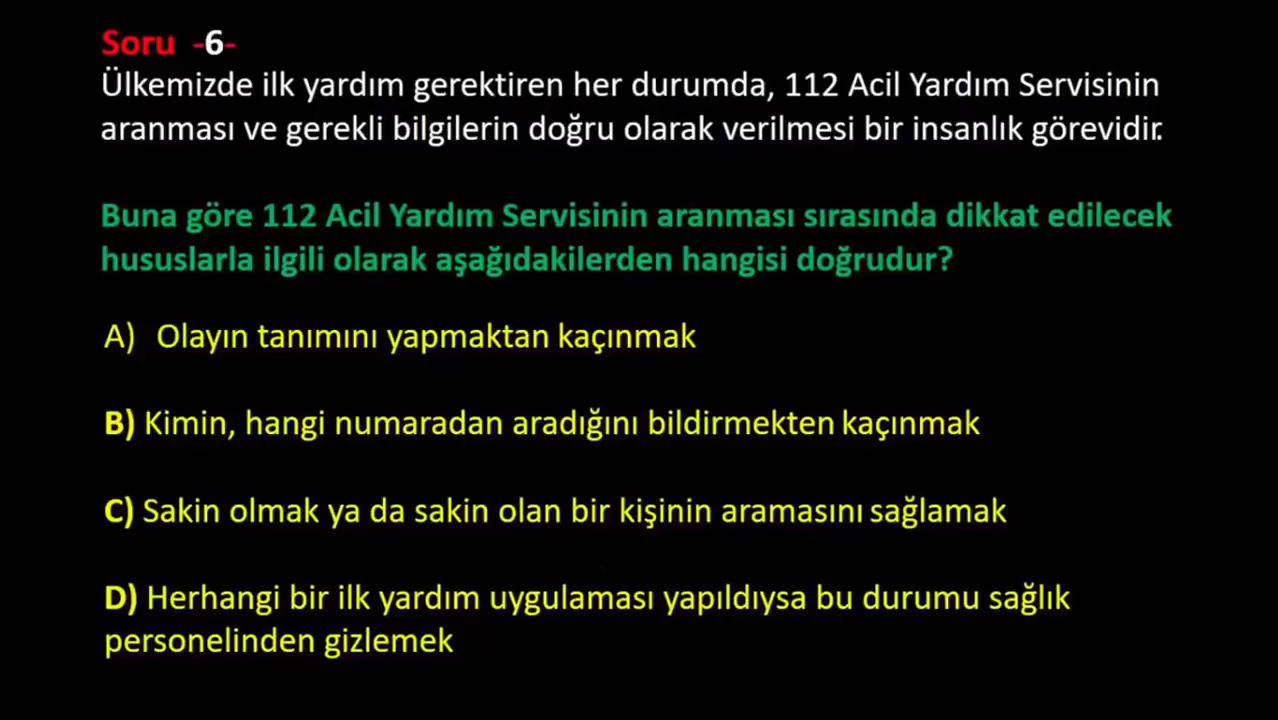 Soru -6-
Ülkemizde ilk yardım gerektiren her durumda, 112 Acil Yardım Servisinin
aranması ve gerekli bilgilerin doğru olarak verilmesi bir insanlık görevidir.
Buna göre 112 Acil Yardım Servisinin aranması sırasında dikkat edilecek
hususlarla ilgili olarak aşağıdakilerden hangisi doğrudur?
A) Olayın tanımını yapmaktan kaçınmak
B) Kimin, hangi numaradan aradığını bildirmekten kaçınmak
C) Sakin olmak ya da sakin olan bir kişinin aramasını sağlamak
D) Herhangi bir ilk yardım uygulaması yapıldıysa bu durumu sağlık
personelinden gizlemek